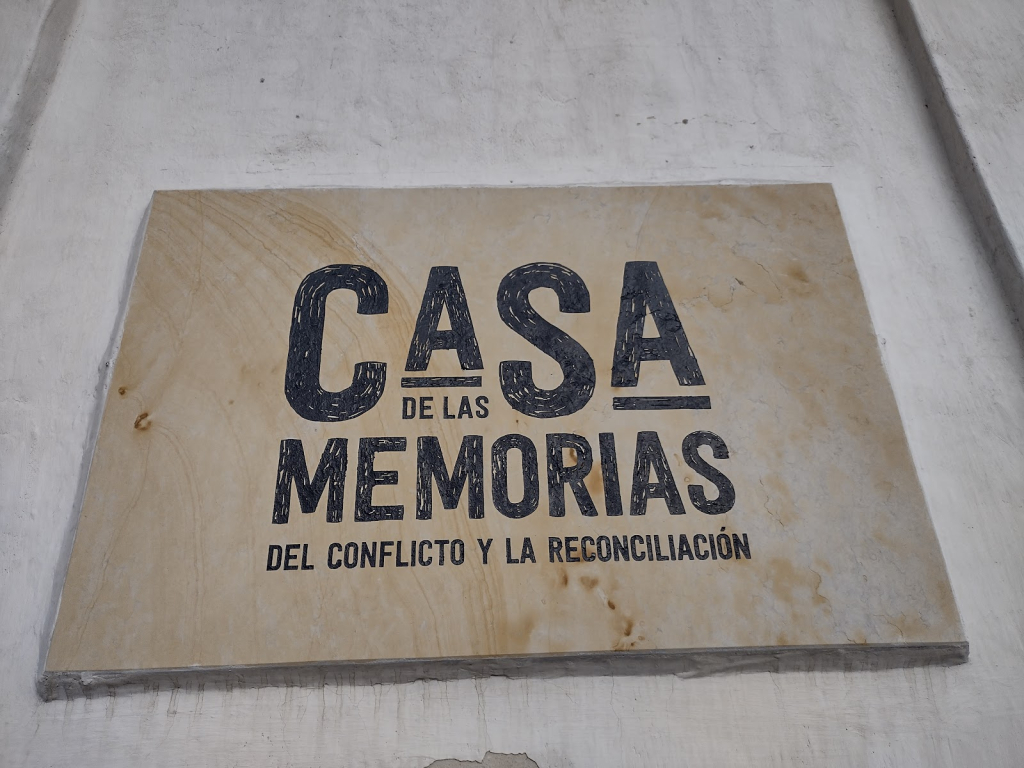 CASA
DE LAS
MEMORIAS
DEL CONFLICTO Y LA RECONCILIACIÓN